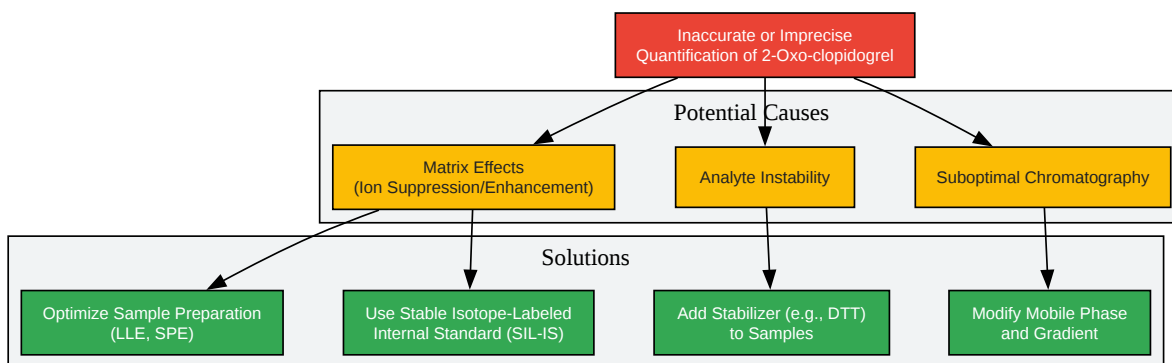 Inaccurate or Imprecise
Quantification of 2-Oxo-clopidogrel
Potential Causes
Matrix Effects
(Ion Suppression/Enhancement)
Analyte Instability
Suboptimal Chromatography
Solutions
Optimize Sample Preparation
(LLE, SPE)
Use Stable Isotope-Labeled
Internal Standard (SIL-IS)
Add Stabilizer (e.g., DTT)
to Samples
Modify Mobile Phase
and Gradient